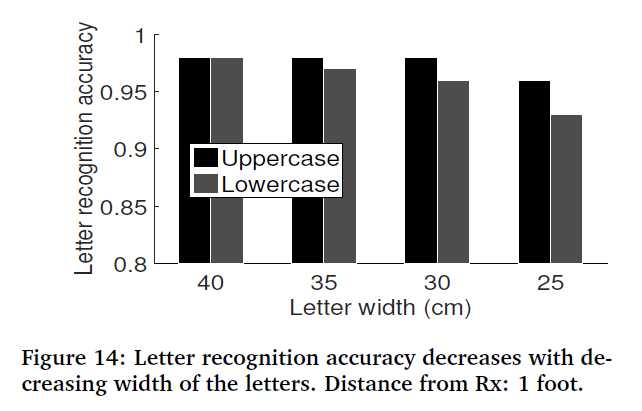 Letter recognition accuracy
1
0.95
0.9
0.85
0.8
Uppercase
Lowercase
40 35 30 25
Letter width (cm)
Figure 14: Letter recognition accuracy decreases with de-
creasing width of the letters. Distance from Rx: 1 foot.